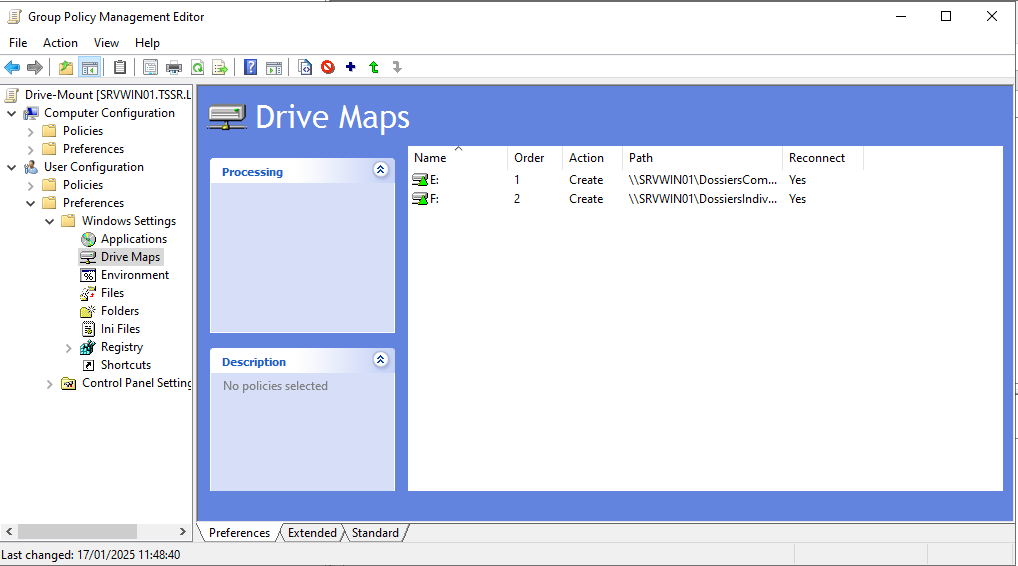 Group Policy Management Editor
File Action View Help
Drive-Mount [SRVWIN01.TSSR.L
Computer Configuration
Policies
Preferences
User Configuration
Policies
Preferences
Windows Settings
Applications
Drive Maps
Environment
Files
Folders
Ini Files
Registry
Shortcuts
Control Panel Setting
Drive Maps
Processing
Description
No policies selected
Name Order Action Path Reconnect
E: 1 Create \\SRVWIN01\DossiersCom... Yes
F: 2 Create \\SRVWIN01\DossiersIndiv... Yes
Preferences Extended Standard
Last changed: 17/01/2025 11:48:40